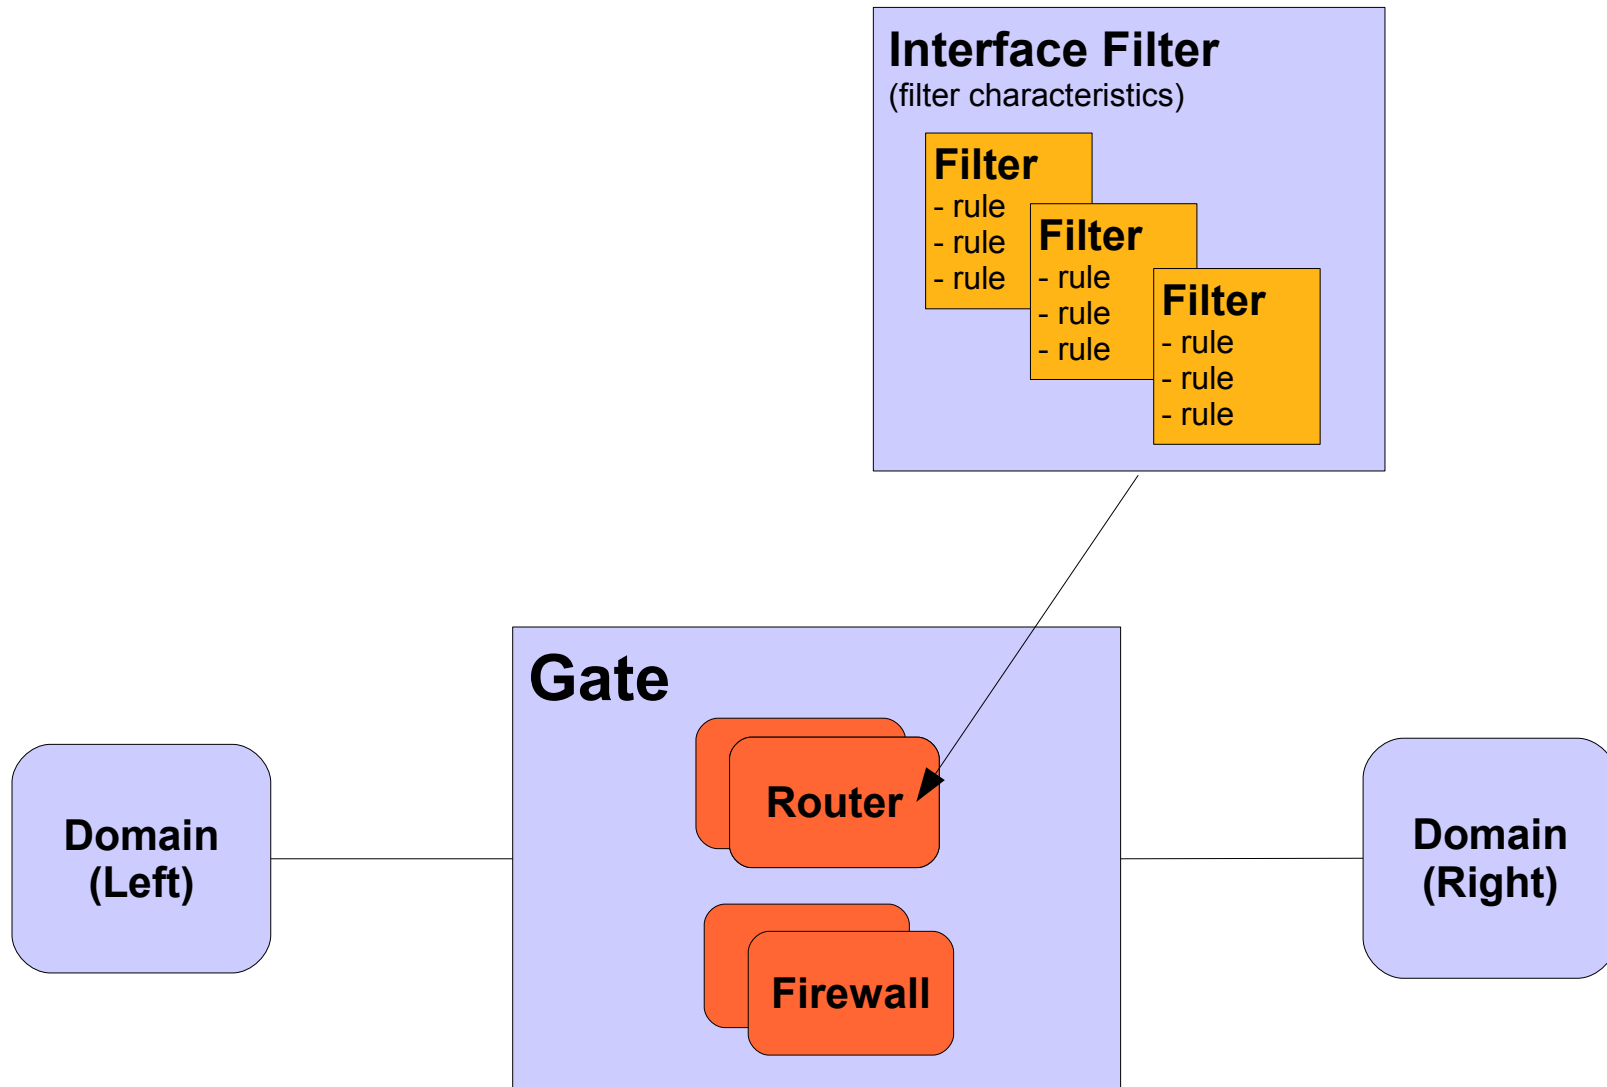 Interface Filter
(filter characteristics)
Filter
- rule
- rule
- rule
Filter
- rule
- rule
- rule
Filter
- rule
- rule
- rule
Gate
Router
Firewall
Domain
(Left)
Domain
(Right)